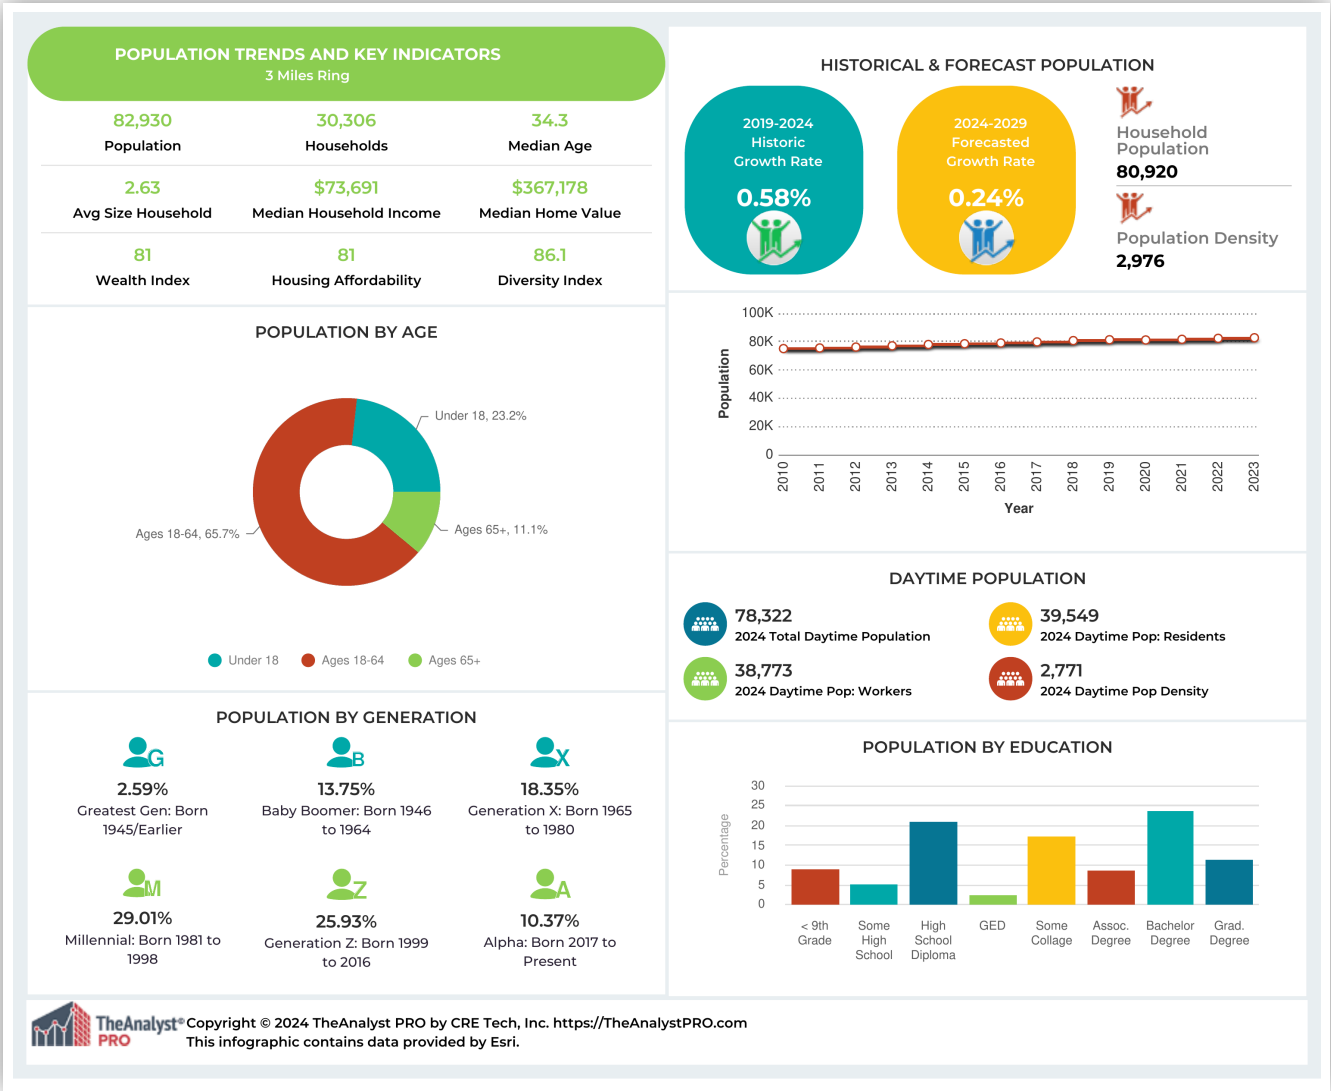 POPULATION TRENDS AND KEY INDICATORS
3 Miles Ring
82,930
Population
30,306
Households
34.3
Median Age
2.63
Avg Size Household
$73,691
Median Household Income
$367,178
Median Home Value
81
Wealth Index
81
Housing Affordability
86.1
Diversity Index
POPULATION BY AGE
Under 18, 23.2%
Ages 18-64, 65.7%
Ages 65+, 11.1%
Under 18
Ages 18-64
Ages 65+
POPULATION BY GENERATION
G
2.59%
Greatest Gen: Born
1945/Earlier
B
13.75%
Baby Boomer: Born 1946
to 1964
X
18.35%
Generation X: Born 1965
to 1980
M
29.01%
Millennial: Born 1981 to
1998
Z
25.93%
Generation Z: Born 1999
to 2016
A
10.37%
Alpha: Born 2017 to
Present
HISTORICAL & FORECAST POPULATION
2019-2024
Historic
Growth Rate
0.58%
2024-2029
Forecasted
Growth Rate
0.24%
Household
Population
80,920
Population Density
2,976
100K
80K
60K
40K
20K
0
Population
2010
2011
2012
2013
2014
2015
2016
2017
2018
2019
2020
2021
2022
2023
Year
DAYTIME POPULATION
78,322
2024 Total Daytime Population
39,549
2024 Daytime Pop: Residents
38,773
2024 Daytime Pop: Workers
2,771
2024 Daytime Pop Density
POPULATION BY EDUCATION
30
25
20
15
10
5
0
Percentage
< 9th
Grade
Some
High
School
High
School
Diploma
GED
Some
Collage
Assoc.
Degree
Bachelor
Degree
Grad.
Degree
TheAnalyst®
PRO
Copyright © 2024 TheAnalyst PRO by CRE Tech, Inc. https://TheAnalystPRO.com
This infographic contains data provided by Esri.